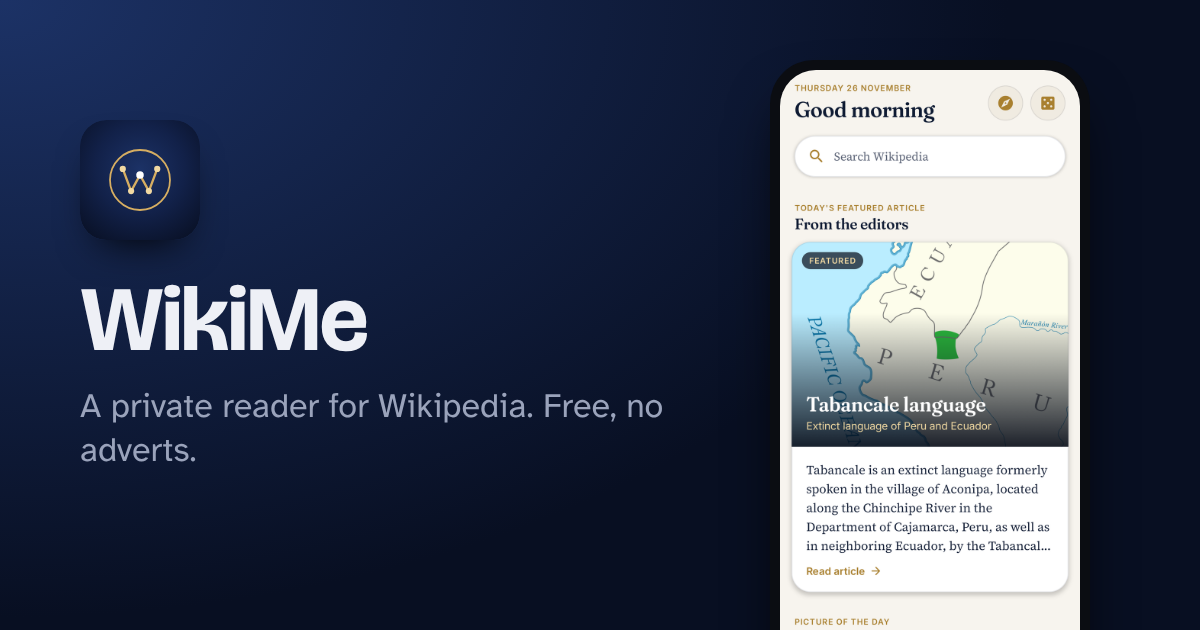 WikiMe
A private reader for Wikipedia. Free, no
adverts.
THURSDAY 26 NOVEMBER
Good morning
Search Wikipedia
TODAY'S FEATURED ARTICLE
From the editors
FEATURED
ECU
PACIFIC O
Marañón River
P E R U
Tabancale language
Extinct language of Peru and Ecuador
Tabancale is an extinct language formerly
spoken in the village of Aconipa, located
along the Chinchipe River in the
Department of Cajamarca, Peru, as well as
in neighboring Ecuador, by the Tabancal...
Read article →
PICTURE OF THE DAY